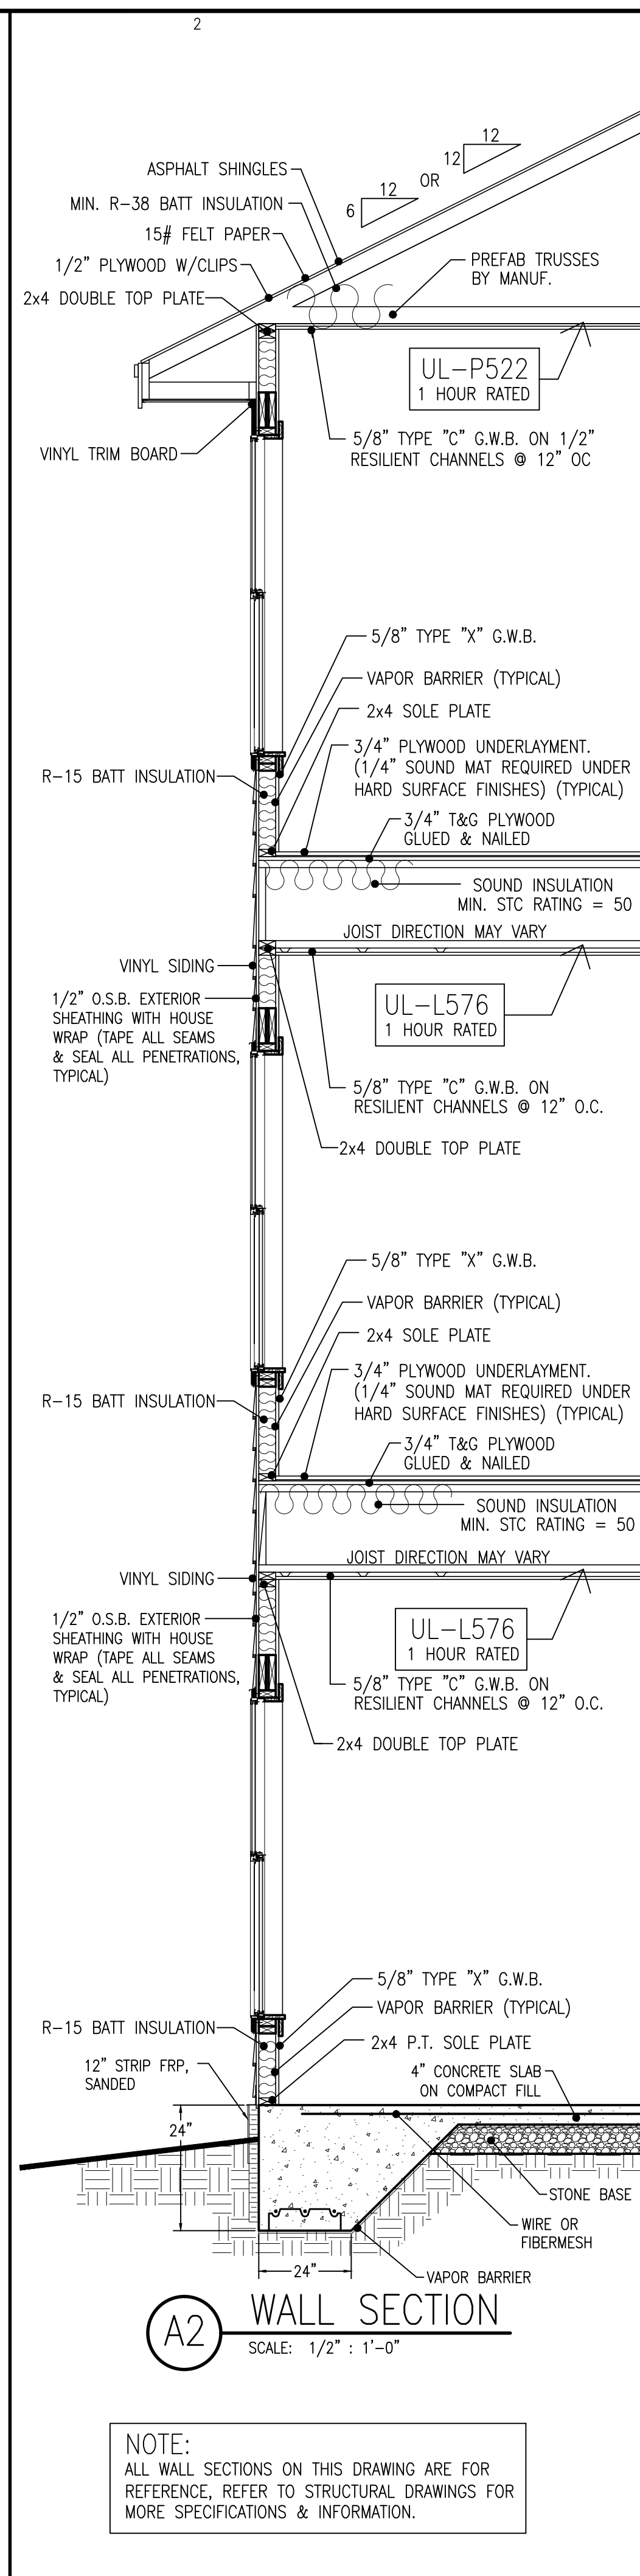 2
12
12
ASPHALT SHINGLES
OR
12
6
MIN. R-38 BATT INSULATION
15# FELT PAPER
1/2" PLYWOOD W/CLIPS
PREFAB TRUSSES
BY MANUF.
2x4 DOUBLE TOP PLATE
UL-P522
1 HOUR RATED
5/8" TYPE "C" G.W.B. ON 1/2"
RESILIENT CHANNELS @ 12" OC
VINYL TRIM BOARD
5/8" TYPE "X" G.W.B.
VAPOR BARRIER (TYPICAL)
2x4 SOLE PLATE
3/4" PLYWOOD UNDERLAYMENT.
(1/4" SOUND MAT REQUIRED UNDER
HARD SURFACE FINISHES) (TYPICAL)
R-15 BATT INSULATION
3/4" T&G PLYWOOD
GLUED & NAILED
SOUND INSULATION
MIN. STC RATING = 50
JOIST DIRECTION MAY VARY
VINYL SIDING
1/2" O.S.B. EXTERIOR
SHEATHING WITH HOUSE
WRAP (TAPE ALL SEAMS
& SEAL ALL PENETRATIONS,
TYPICAL)
UL-L576
1 HOUR RATED
5/8" TYPE "C" G.W.B. ON
RESILIENT CHANNELS @ 12" O.C.
2x4 DOUBLE TOP PLATE
5/8" TYPE "X" G.W.B.
VAPOR BARRIER (TYPICAL)
2x4 SOLE PLATE
3/4" PLYWOOD UNDERLAYMENT.
(1/4" SOUND MAT REQUIRED UNDER
HARD SURFACE FINISHES) (TYPICAL)
R-15 BATT INSULATION
3/4" T&G PLYWOOD
GLUED & NAILED
SOUND INSULATION
MIN. STC RATING = 50
JOIST DIRECTION MAY VARY
VINYL SIDING
1/2" O.S.B. EXTERIOR
SHEATHING WITH HOUSE
WRAP (TAPE ALL SEAMS
& SEAL ALL PENETRATIONS,
TYPICAL)
UL-L576
1 HOUR RATED
5/8" TYPE "C" G.W.B. ON
RESILIENT CHANNELS @ 12" O.C.
2x4 DOUBLE TOP PLATE
5/8" TYPE "X" G.W.B.
VAPOR BARRIER (TYPICAL)
R-15 BATT INSULATION
2x4 P.T. SOLE PLATE
12" STRIP FRP,
SANDED
4" CONCRETE SLAB
ON COMPACT FILL
24"
STONE BASE
WIRE OR
FIBERMESH
24"
VAPOR BARRIER
A2
WALL SECTION
SCALE: 1/2" : 1'-0"
NOTE:
ALL WALL SECTIONS ON THIS DRAWING ARE FOR
REFERENCE, REFER TO STRUCTURAL DRAWINGS FOR
MORE SPECIFICATIONS & INFORMATION.